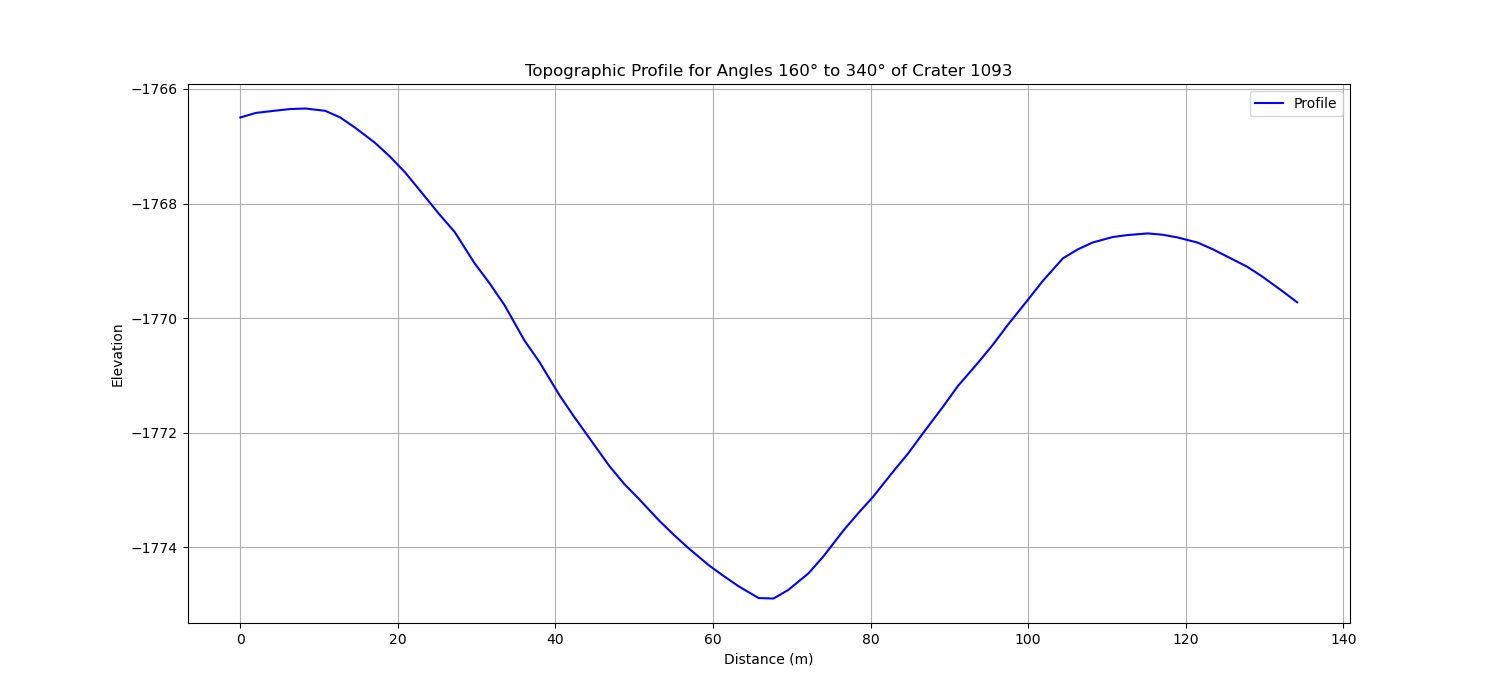 Topographic Profile for Angles 160° to 340° of Crater 1093
Profile
Elevation
−1766
−1768
−1770
−1772
−1774
0 20 40 60 80 100 120 140
Distance (m)